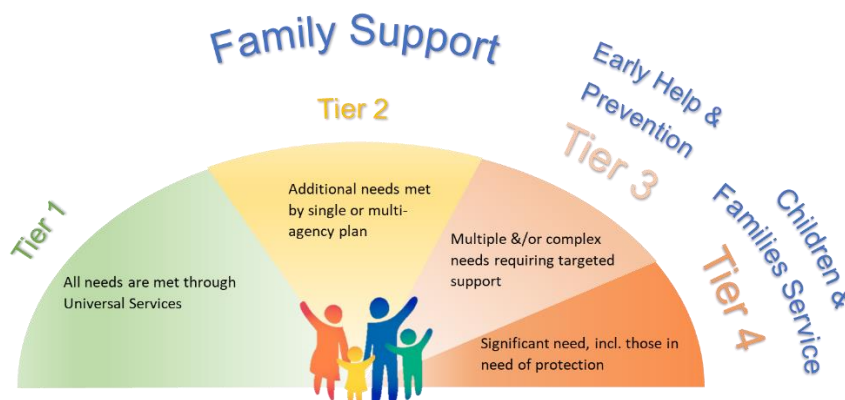 Family Support
Early Help &
Prevention
Children &
Families Service
Tier 1
Tier 2
Tier 3
Tier 4
All needs are met through
Universal Services
Additional needs met
by single or multi-
agency plan
Multiple &/or complex
needs requiring targeted
support
Significant need, incl. those in
need of protection